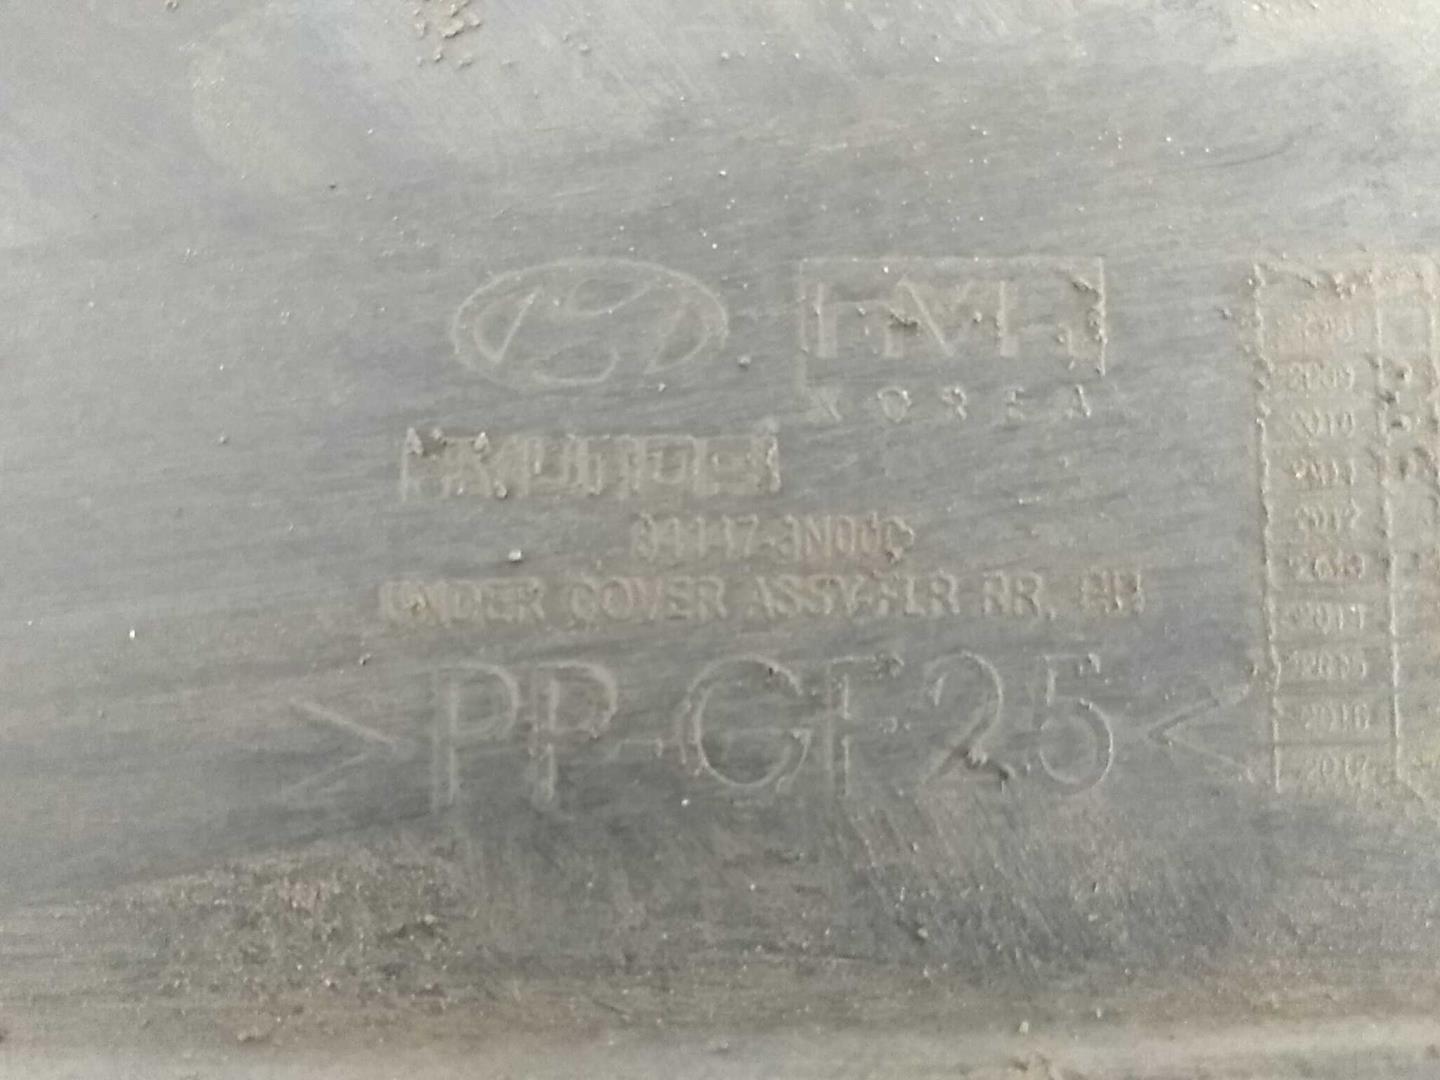 KOREA
84147-3N000
UNDER COVER ASSY-FLR RR, RH
>PP-GF25<
2009
2010
2011
2012
2013
2014
2015
2016
2017